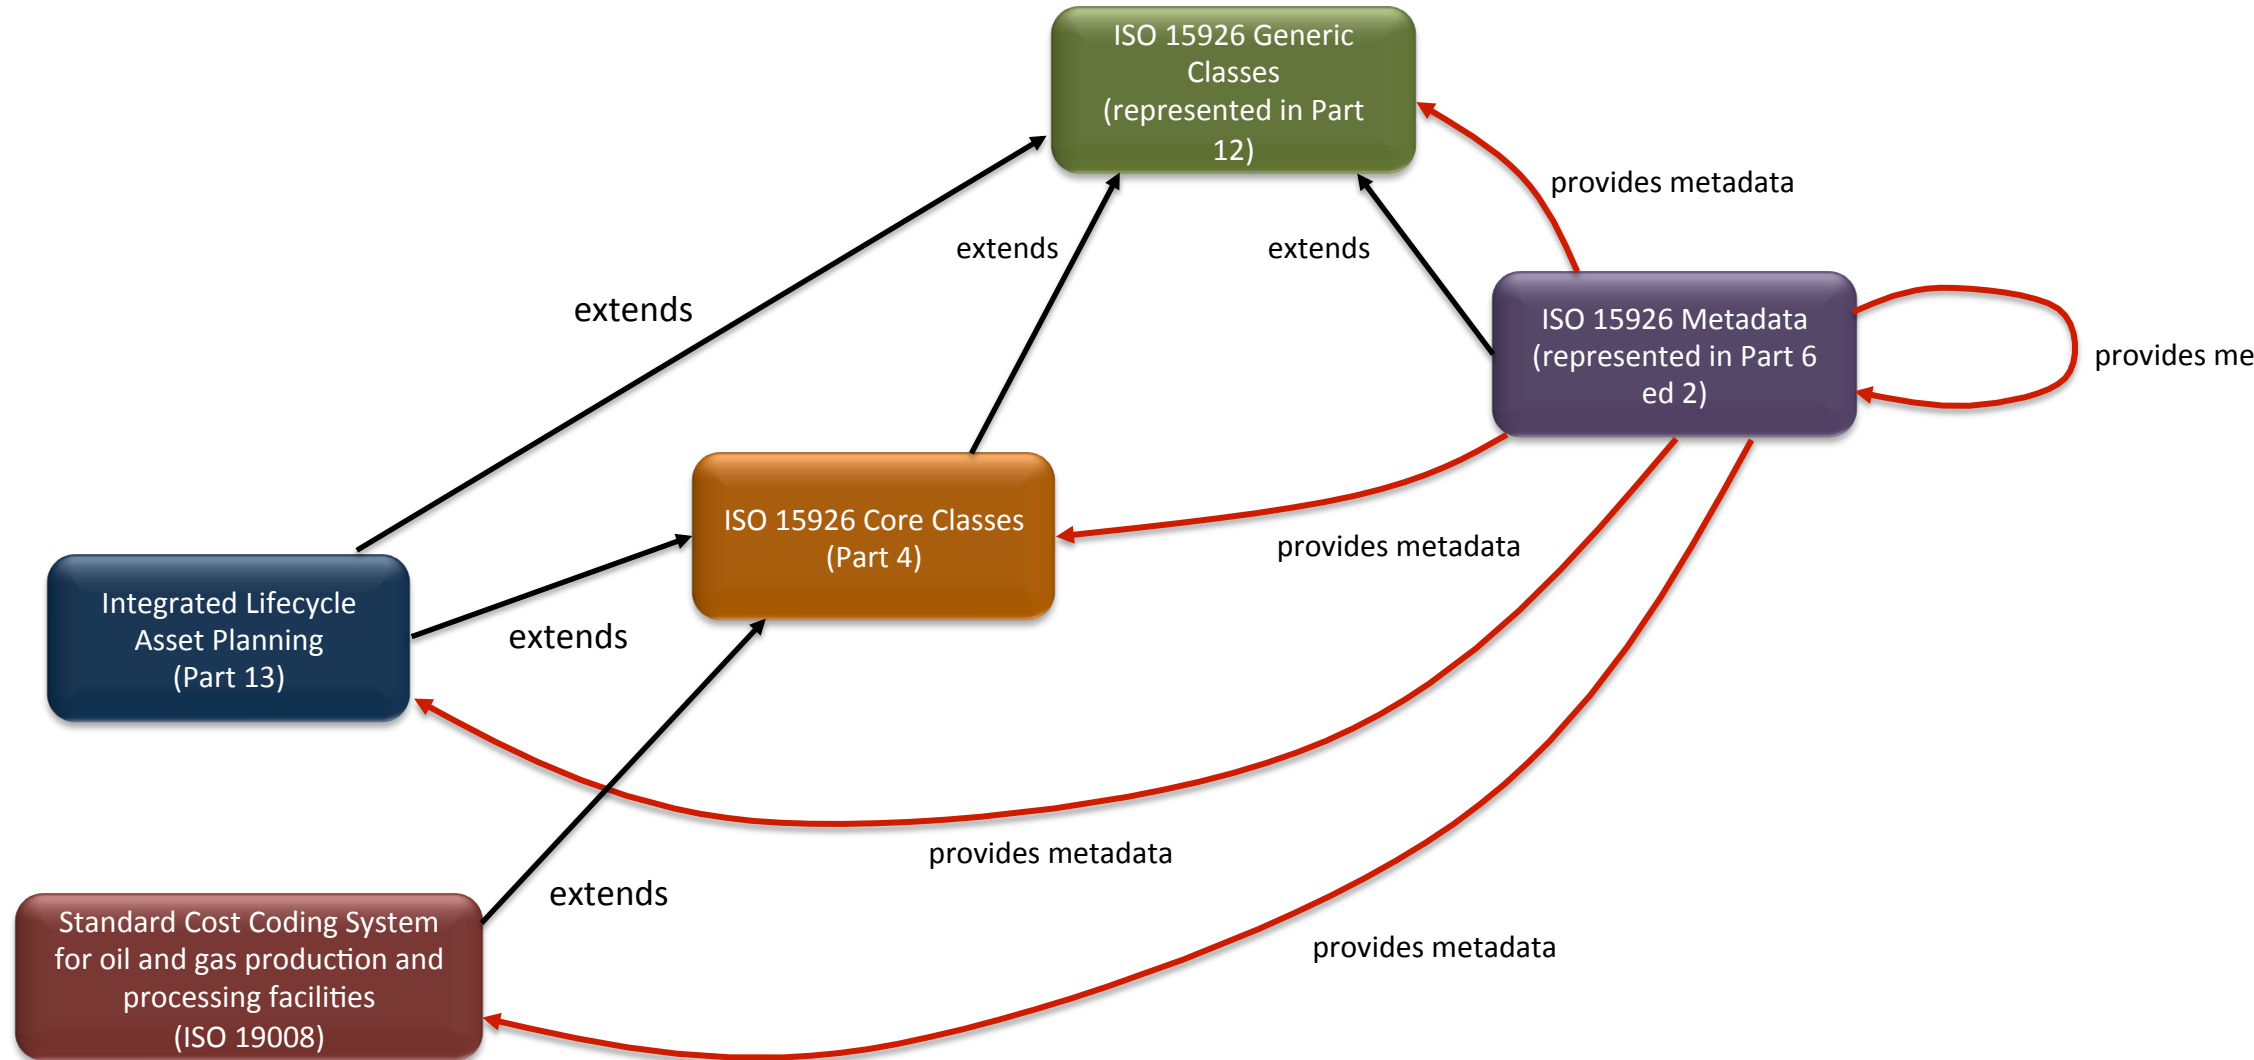 ISO 15926 Generic
Classes
(represented in Part
12)
provides metadata
extends
extends
extends
ISO 15926 Metadata
(represented in Part 6
ed 2)
provides me
ISO 15926 Core Classes
(Part 4)
provides metadata
Integrated Lifecycle
Asset Planning
(Part 13)
extends
provides metadata
extends
Standard Cost Coding System
for oil and gas production and
processing facilities
(ISO 19008)
provides metadata